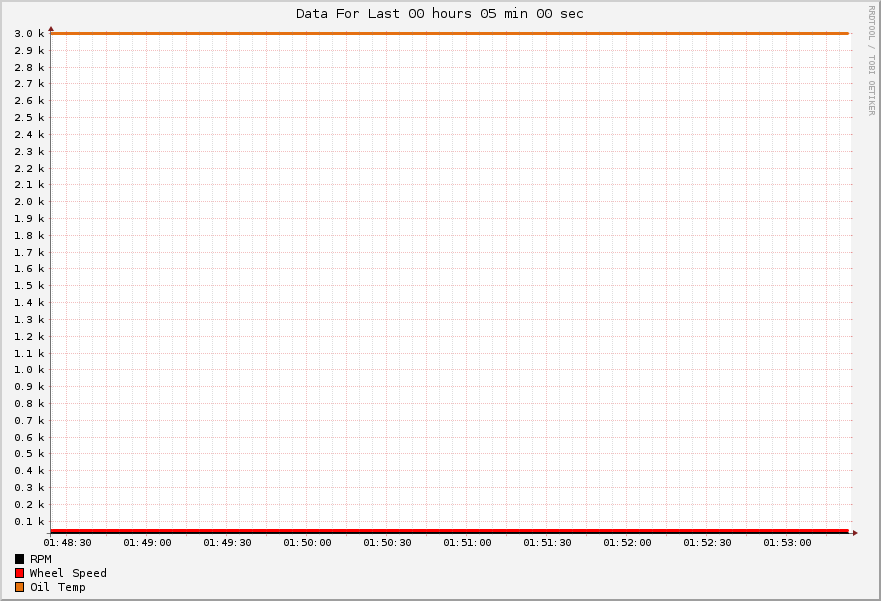 Data For Last 00 hours 05 min 00 sec
RRDTOOL / TOBI OETIKER
3.0 k
2.9 k
2.8 k
2.7 k
2.6 k
2.5 k
2.4 k
2.3 k
2.2 k
2.1 k
2.0 k
1.9 k
1.8 k
1.7 k
1.6 k
1.5 k
1.4 k
1.3 k
1.2 k
1.1 k
1.0 k
0.9 k
0.8 k
0.7 k
0.6 k
0.5 k
0.4 k
0.3 k
0.2 k
0.1 k
01:48:30 01:49:00 01:49:30 01:50:00 01:50:30 01:51:00 01:51:30 01:52:00 01:52:30 01:53:00
RPM
Wheel Speed
Oil Temp